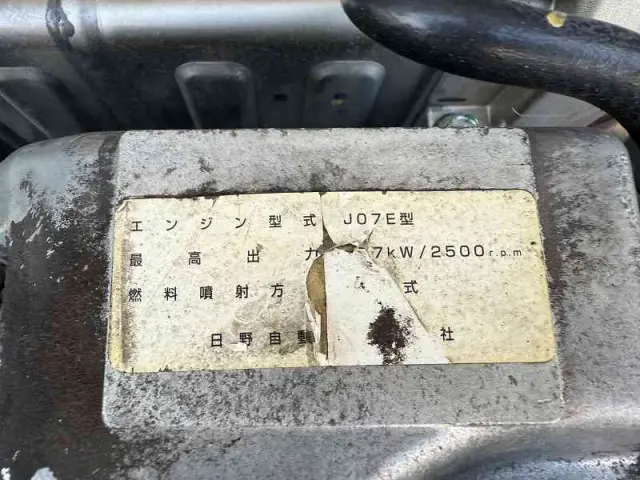 エンジン型式 J07E型
最高出力 7kW/2500r.p.m
燃料噴射方 式
日野自動 社